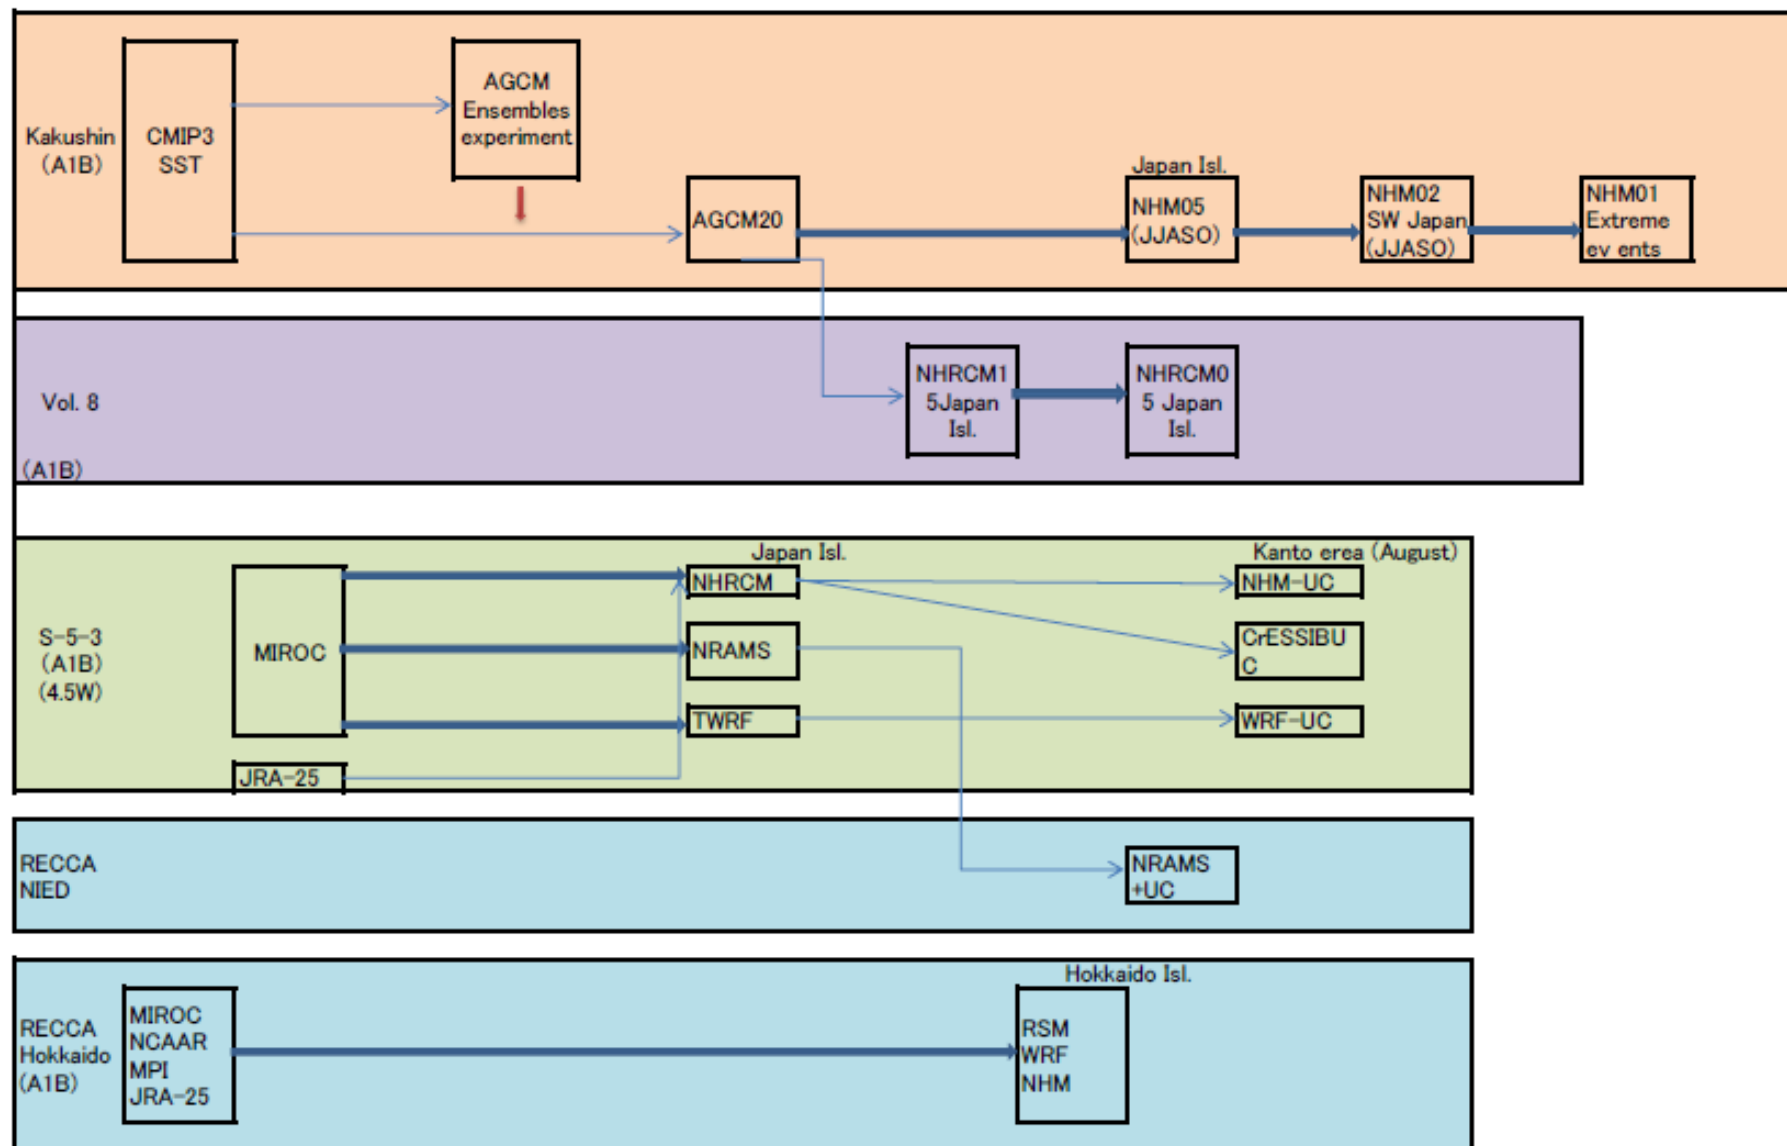 Kakushin
(A1B)
CMIP3
SST
AGCM
Ensembles
experiment
AGCM20
Japan Isl.
NHM05
(JJASO)
NHM02
SW Japan
(JJASO)
NHM01
Extreme
ev ents
Vol. 8
(A1B)
NHRCM1
5Japan
Isl.
NHRCM0
5 Japan
Isl.
S-5-3
(A1B)
(4.5W)
MIROC
JRA-25
Japan Isl.
NHRCM
NRAMS
TWRF
Kanto erea (August)
NHM-UC
CrESSIBU
C
WRF-UC
RECCA
NIED
NRAMS
+UC
RECCA
Hokkaido
(A1B)
MIROC
NCAAR
MPI
JRA-25
Hokkaido Isl.
RSM
WRF
NHM